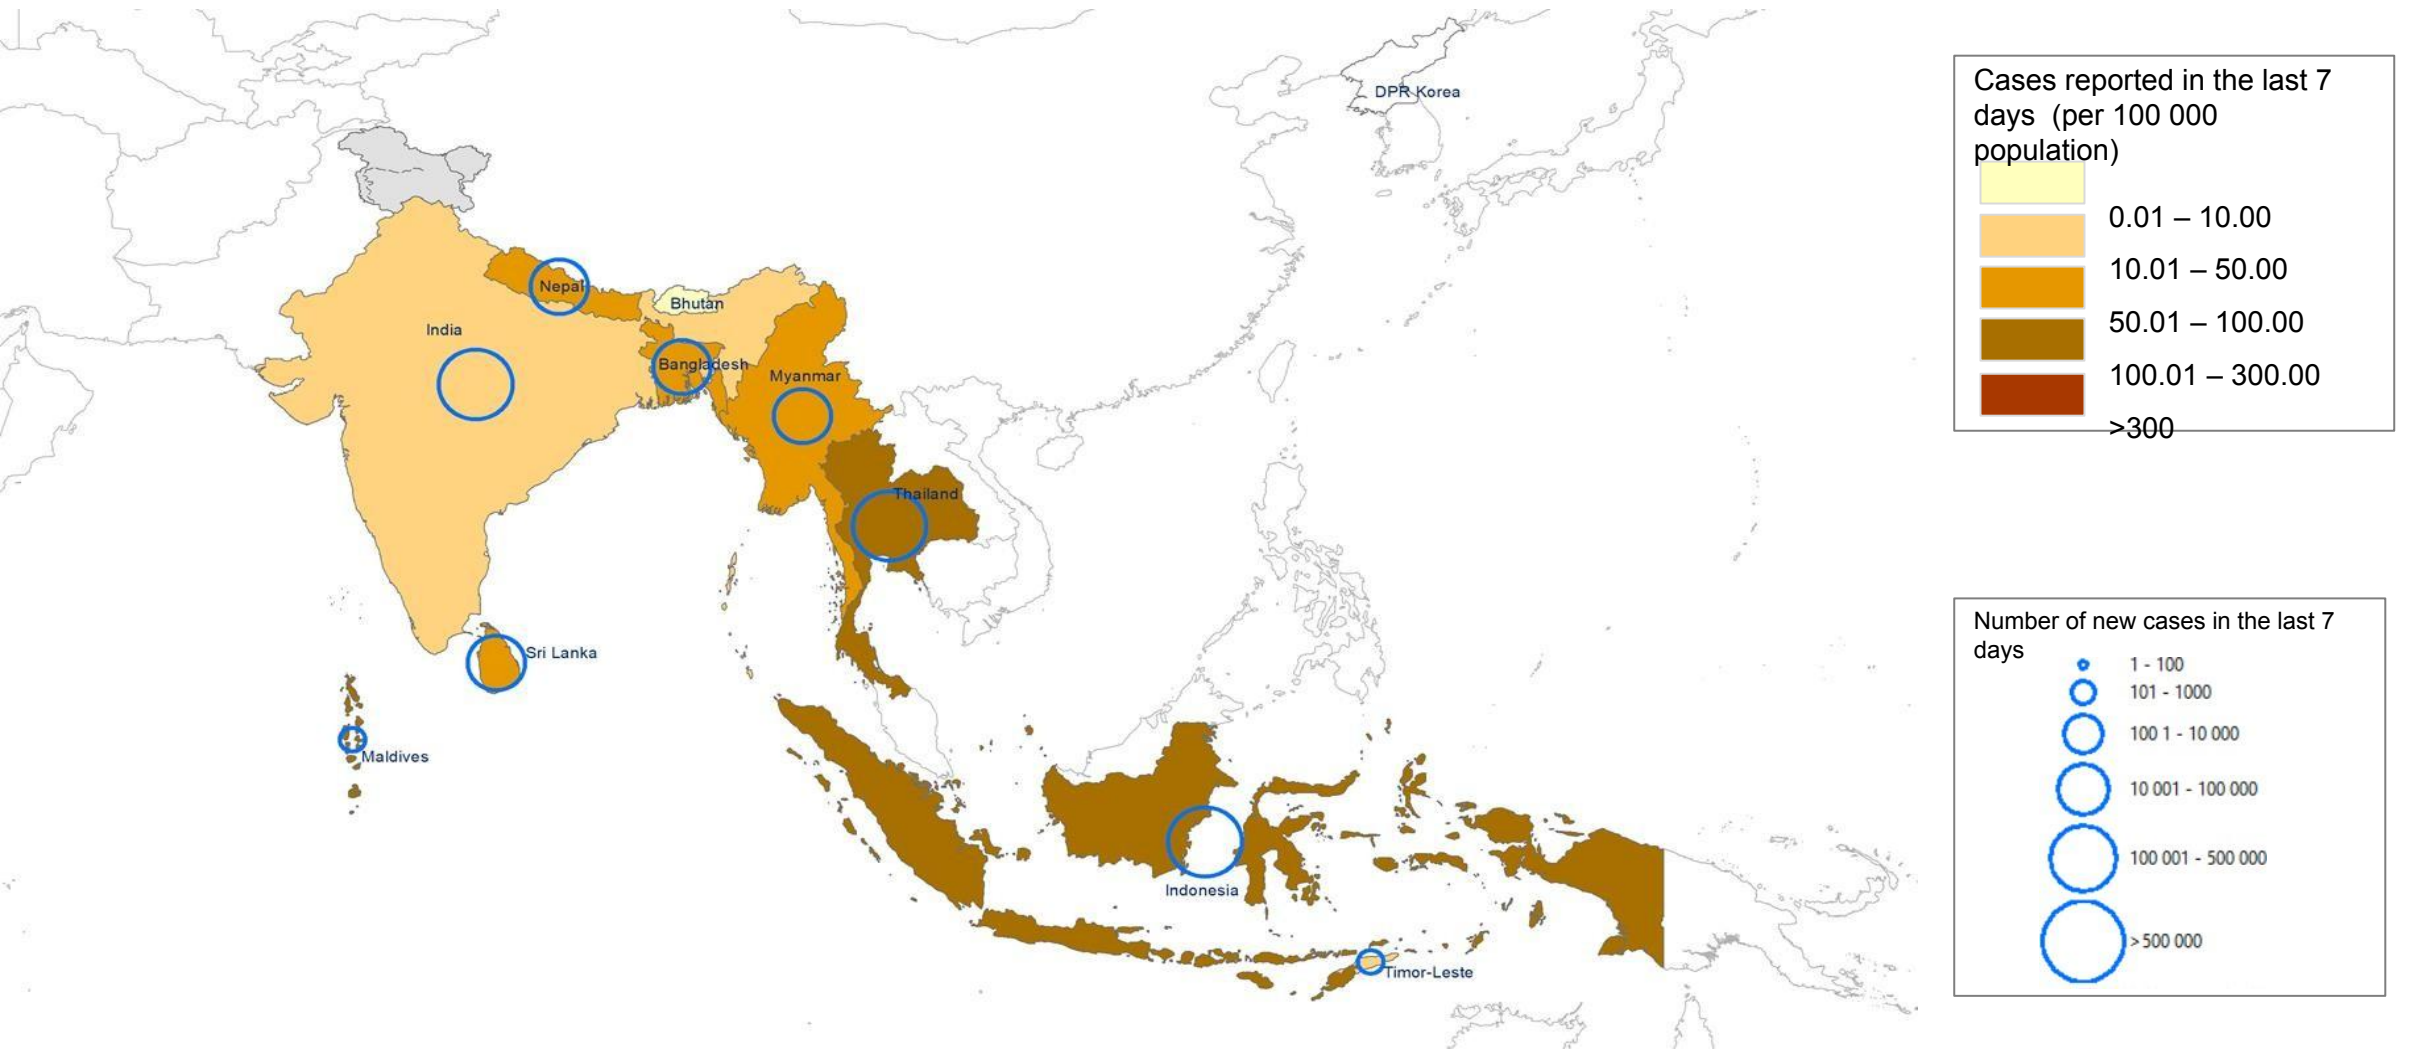 DPR Korea
Nepal
Bhutan
India
Bangladesh
Myanmar
Thailand
Sri Lanka
Maldives
Indonesia
Timor-Leste
Cases reported in the last 7
days (per 100 000
population)
0.01 – 10.00
10.01 – 50.00
50.01 – 100.00
100.01 – 300.00
>300
Number of new cases in the last 7
days
1 - 100
101 - 1000
100 1 - 10 000
10 001 - 100 000
100 001 - 500 000
>500 000